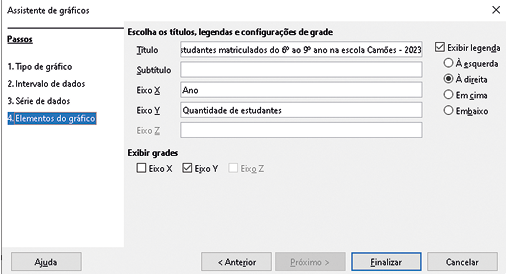 Assistente de gráficos
Passos
1. Tipo de gráfico
2. Intervalo de dados
3. Série de dados
4. Elementos do gráfico
Escolha os títulos, legendas e configurações de grade
Título studantes matriculados do 6º ao 9º ano na escola Camões - 2023
Subtítulo
Eixo X Ano
Eixo Y Quantidade de estudantes
Eixo Z
Exibir legenda
À esquerda
À direita
Em cima
Embaixo
Exibir grades
Eixo X Eixo Y Eixo Z
Ajuda < Anterior Próximo > Finalizar Cancelar